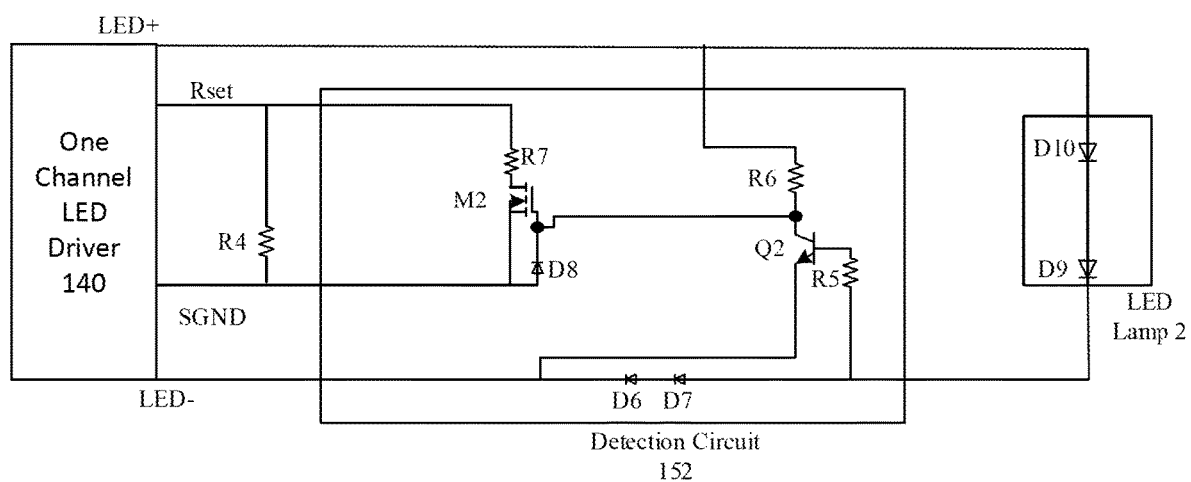 LED+
Rset
One
Channel
LED
Driver
140
R4
SGND
LED-
R7
M2
D8
R6
Q2
R5
D6 D7
Detection Circuit
152
D10
D9
LED
Lamp 2